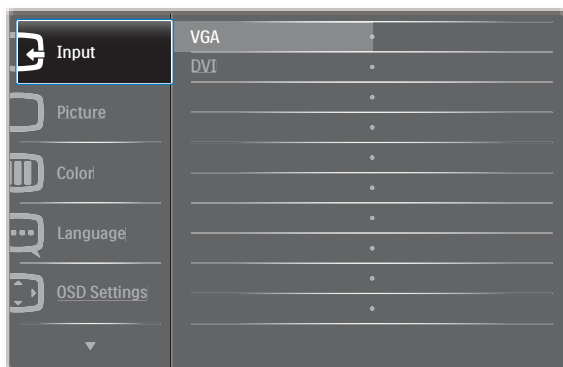 Input
Picture
Color
Language
OSD Settings
VGA
DVI